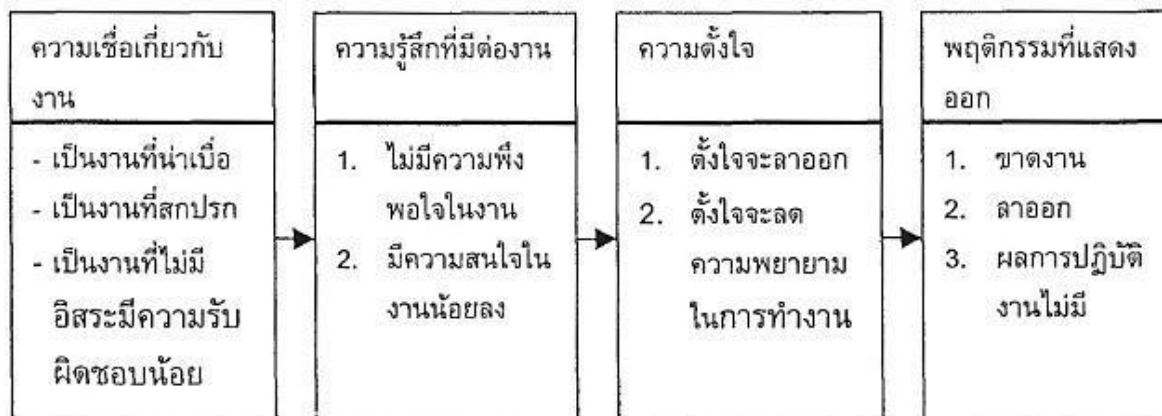 ความเชื่อเกี่ยวกับ
งาน
- เป็นงานที่น่าเบื่อ
- เป็นงานที่สกปรก
- เป็นงานที่ไม่มี
อิสระมีความรับ
ผิดชอบน้อย
ความรู้สึกที่มีต่องาน
1. ไม่มีความพึง
พอใจในงาน
2. มีความสนใจใน
งานน้อยลง
ความตั้งใจ
1. ตั้งใจจะลาออก
2. ตั้งใจจะลด
ความพยายาม
ในการทำงาน
พฤติกรรมที่แสดง
ออก
1. ขาดงาน
2. ลาออก
3. ผลการปฏิบัติ
งานไม่มี